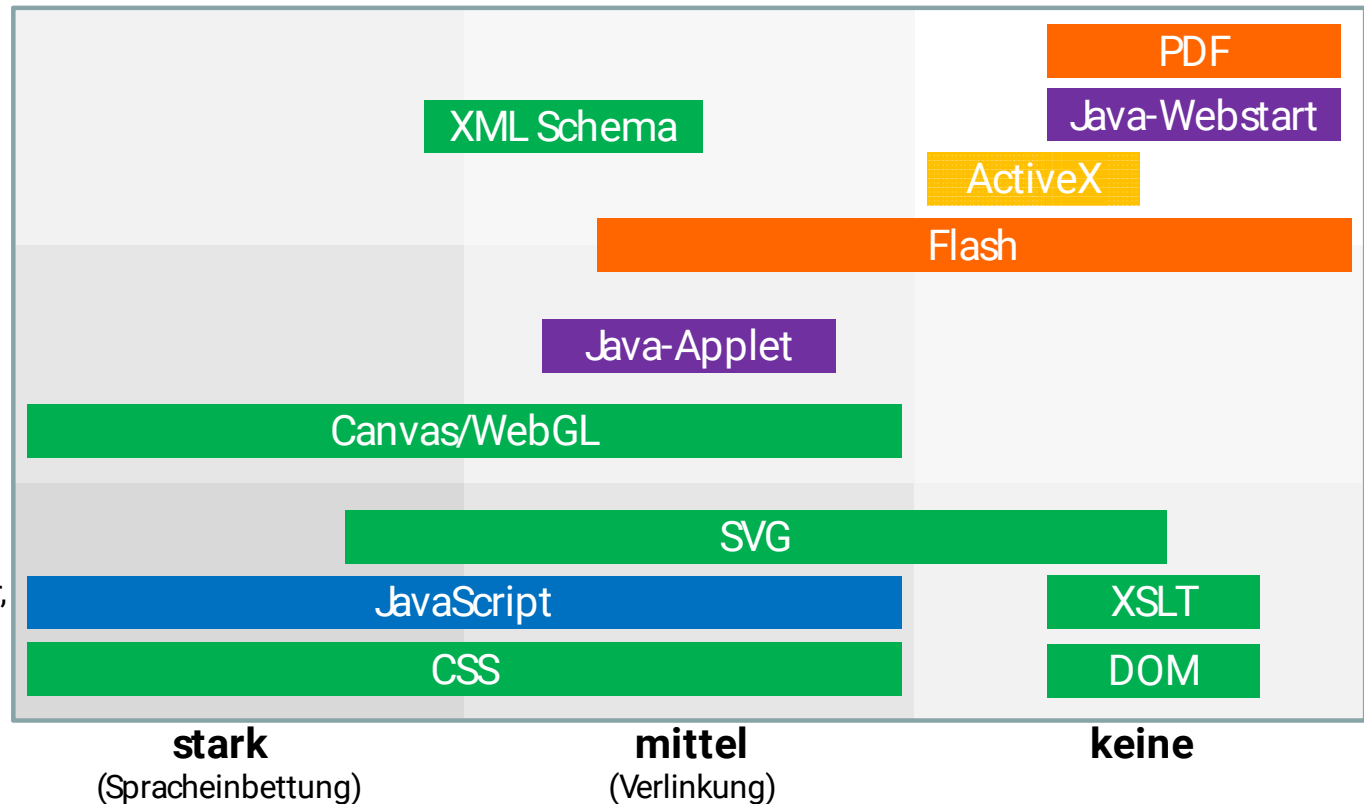 PDF
Java-Webstart
XML Schema
ActiveX
Flash
Java-Applet
Canvas/WebGL
SVG
JavaScript
XSLT
CSS
DOM
stark
mittel
keine
(Spracheinbettung)
(Verlinkung)